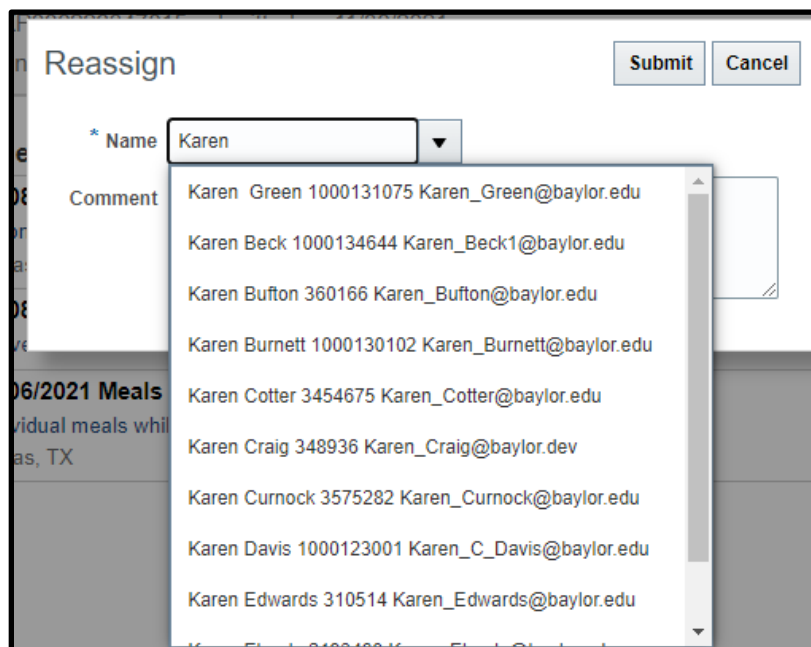 Reassign
Submit Cancel
* Name Karen
Comment
Karen Green 1000131075 Karen_Green@baylor.edu
Karen Beck 1000134644 Karen_Beck1@baylor.edu
Karen Bufton 360166 Karen_Bufton@baylor.edu
Karen Burnett 1000130102 Karen_Burnett@baylor.edu
Karen Cotter 3454675 Karen_Cotter@baylor.edu
Karen Craig 348936 Karen_Craig@baylor.dev
Karen Curnock 3575282 Karen_Curnock@baylor.edu
Karen Davis 1000123001 Karen_C_Davis@baylor.edu
Karen Edwards 310514 Karen_Edwards@baylor.edu
06/2021 Meals
vidual meals whil
as, TX